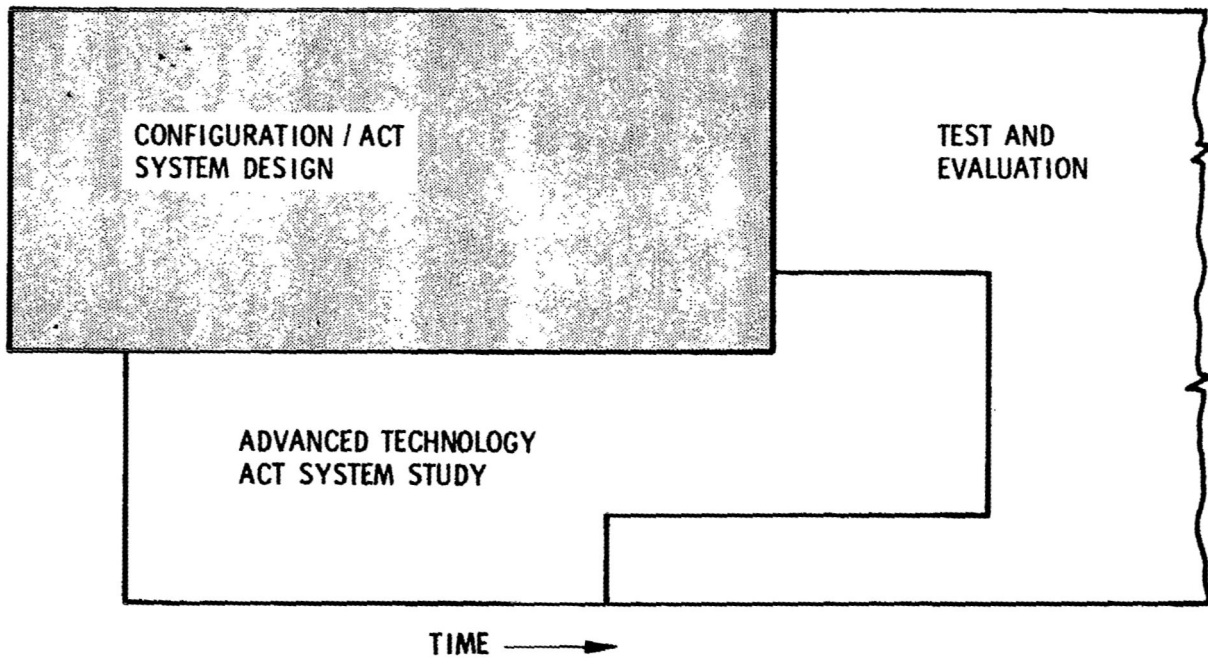 CONFIGURATION / ACT
SYSTEM DESIGN
TEST AND
EVALUATION
ADVANCED TECHNOLOGY
ACT SYSTEM STUDY
TIME